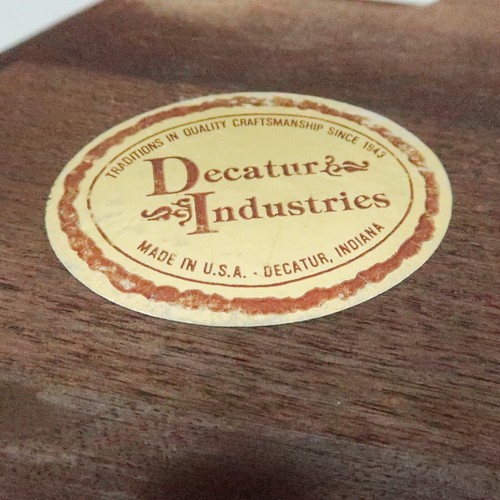 TRADITIONS IN QUALITY CRAFTSMANSHIP SINCE 1943
Decatur
Industries
MADE IN U.S.A. - DECATUR, INDIANA